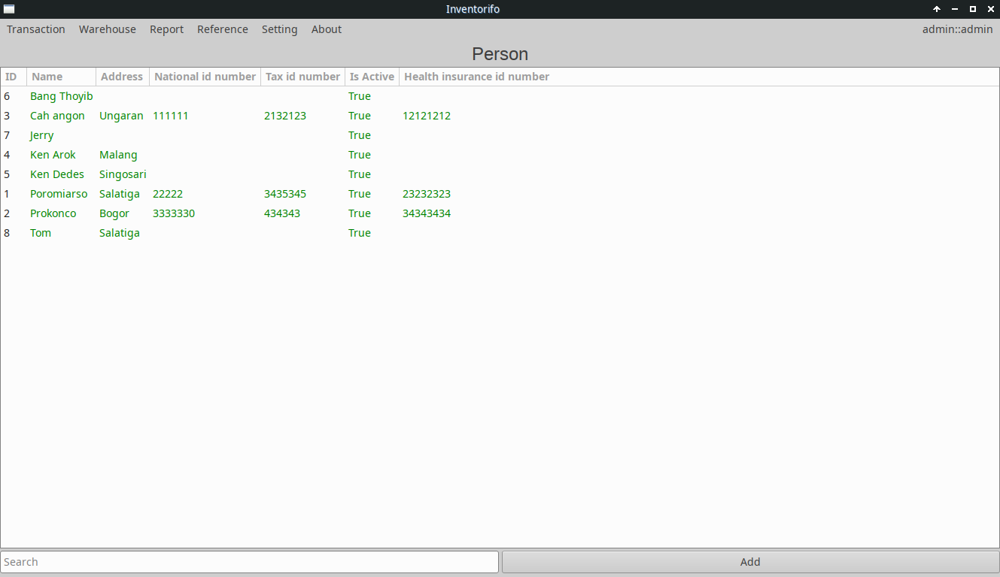 Inventorifo
Transaction Warehouse Report Reference Setting About admin::admin
Person
ID Name Address National id number Tax id number Is Active Health insurance id number
6 Bang Thoyib True
3 Cah angon Ungaran 111111 2132123 True 12121212
7 Jerry True
4 Ken Arok Malang True
5 Ken Dedes Singosari True
1 Poromiarso Salatiga 22222 3435345 True 23232323
2 Prokonco Bogor 3333330 434343 True 34343434
8 Tom Salatiga True
Search Add